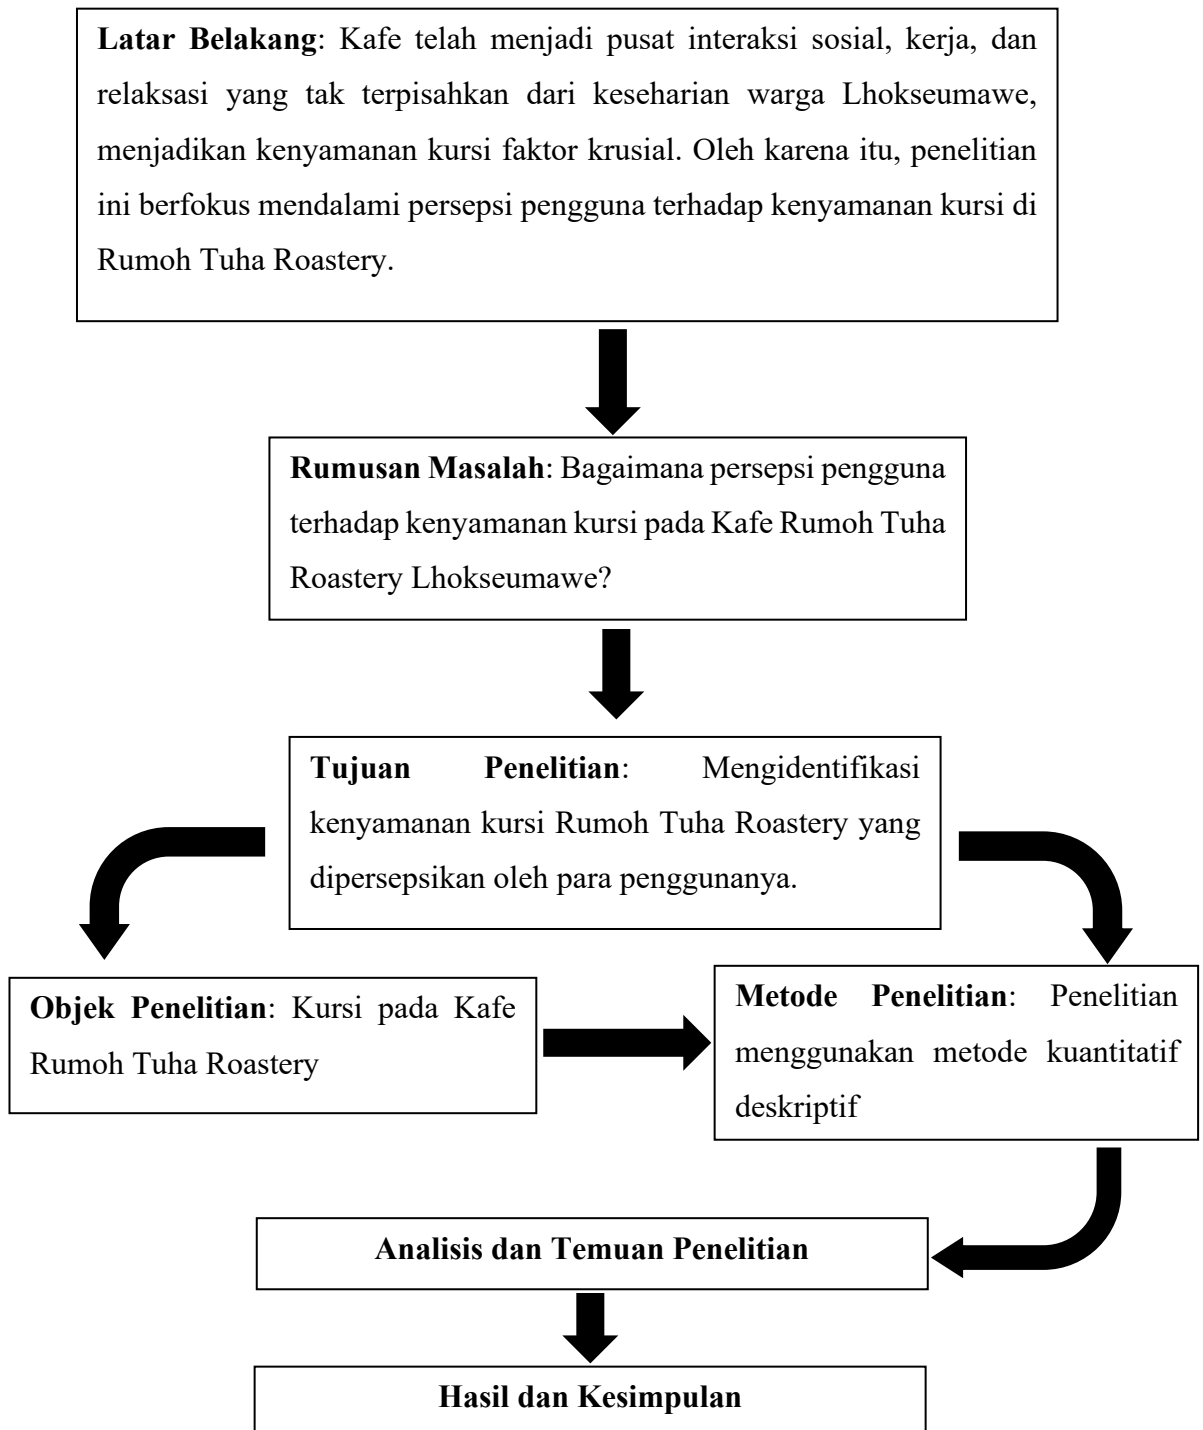 Latar Belakang: Kafe telah menjadi pusat interaksi sosial, kerja, dan
relaksasi yang tak terpisahkan dari keseharian warga Lhokseumawe,
menjadikan kenyamanan kursi faktor krusial. Oleh karena itu, penelitian
ini berfokus mendalami persepsi pengguna terhadap kenyamanan kursi di
Rumoh Tuha Roastery.
Rumusan Masalah: Bagaimana persepsi pengguna
terhadap kenyamanan kursi pada Kafe Rumoh Tuha
Roastery Lhokseumawe?
Tujuan Penelitian: Mengidentifikasi
kenyamanan kursi Rumoh Tuha Roastery yang
dipersepsikan oleh para penggunanya.
Objek Penelitian: Kursi pada Kafe
Rumoh Tuha Roastery
Metode Penelitian: Penelitian
menggunakan metode kuantitatif
deskriptif
Analisis dan Temuan Penelitian
Hasil dan Kesimpulan